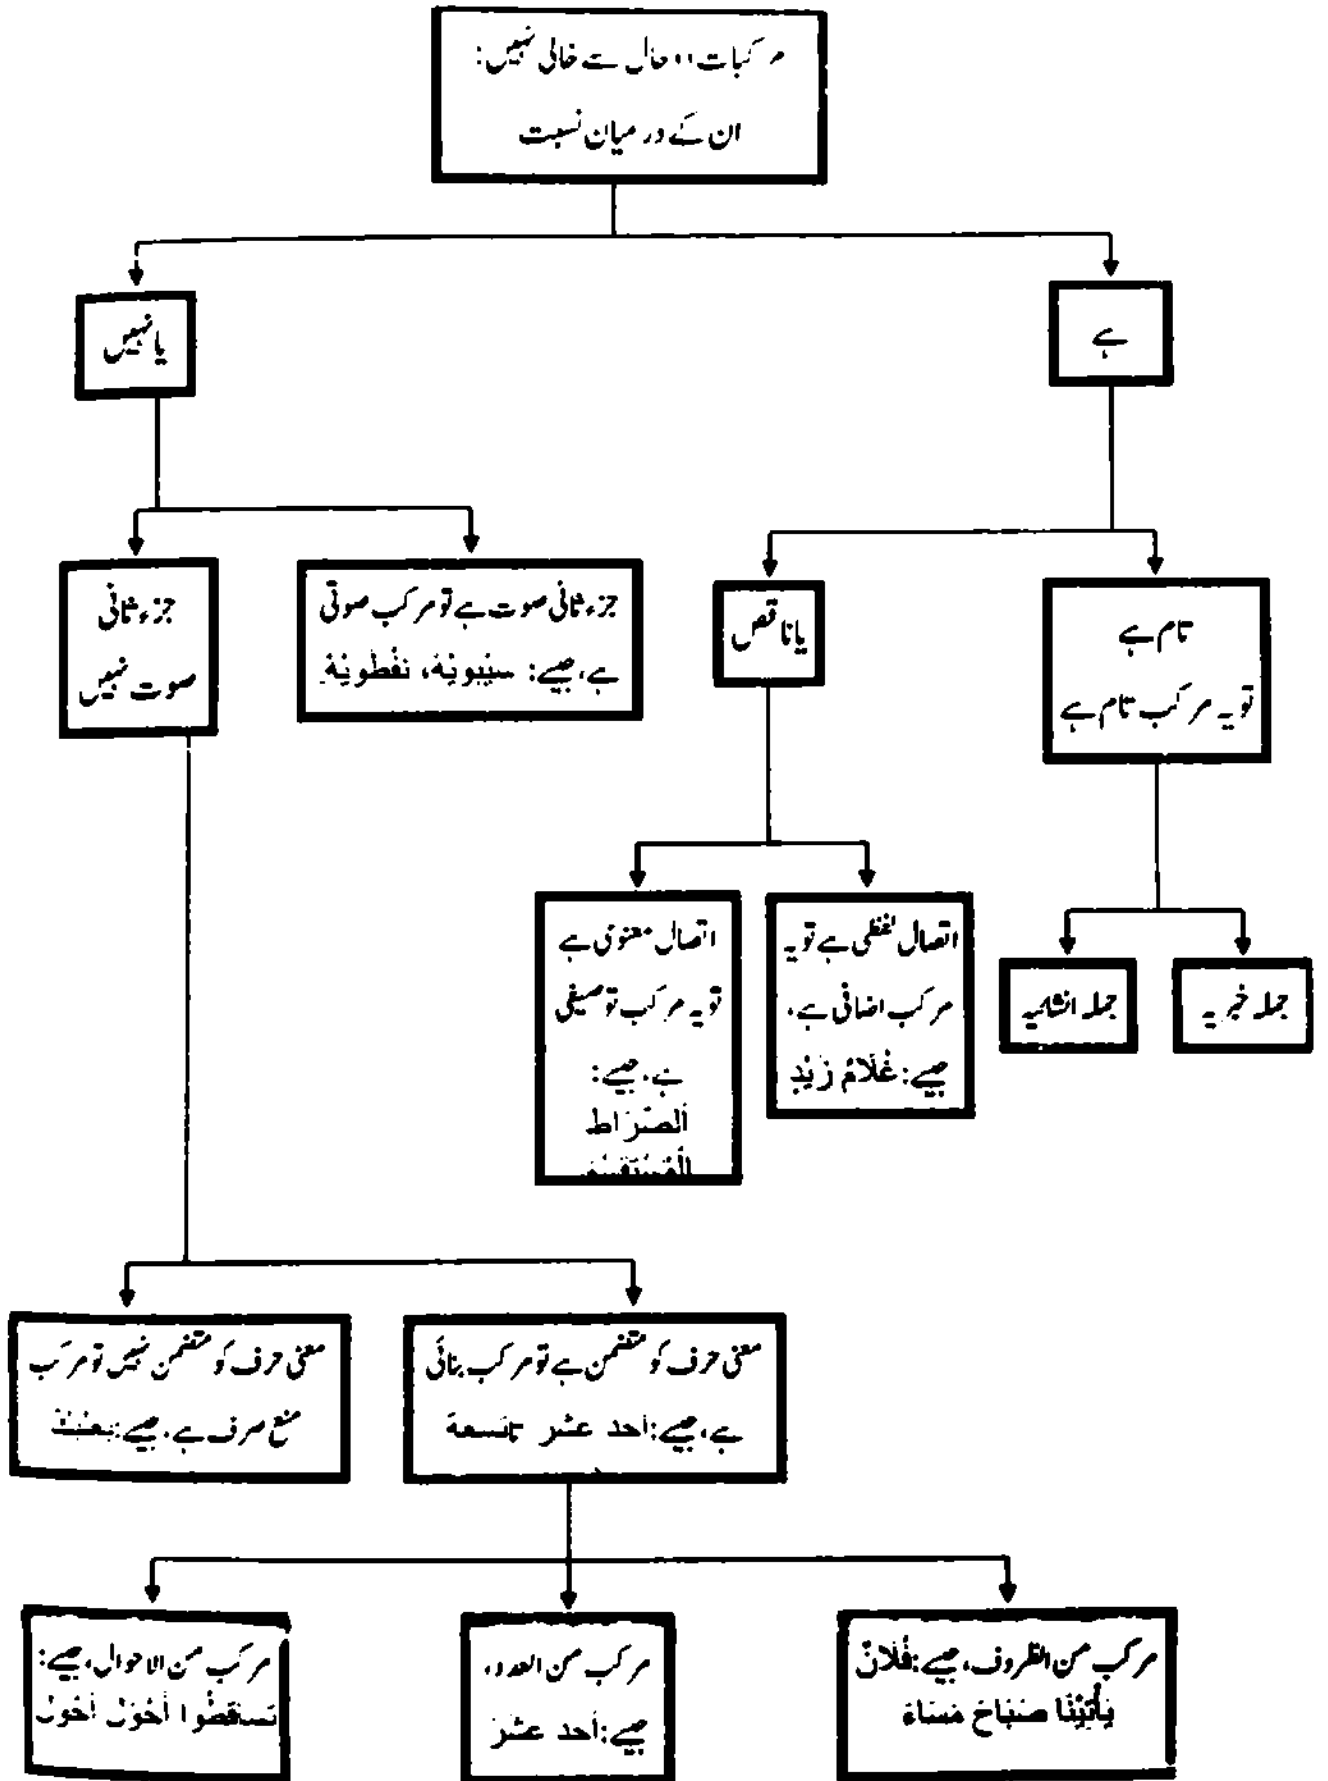 مرکبات دو حال سے خالی نہیں:
ان کے درمیان نسبت
ہے
یا نہیں
تام ہے
تو یہ مرکب تام ہے
یا ناقص
جزء ثانی صوت ہے تو مرکب صوتی
ہے، جیسے: سِيْبَوَيْهِ، نَفْطَوَيْهِ
جزء ثانی
صوت نہیں
جملہ خبریہ
جملہ انشائیہ
اتصال لفظی ہے تو یہ
مرکب اضافی ہے،
جیسے: غُلَامُ زَيْدٍ
اتصال معنوی ہے
تو یہ مرکب توصیفی
ہے، جیسے:
اَلصِّرَاط
الْمُسْتَقِيْمَ
معنی حرف کو متضمن ہے تو مرکب بنائی
ہے، جیسے: أحد عشر تا تسعة
معنی حرف کو متضمن نہیں تو مرکب
منع صرف ہے، جیسے: بعلبك
مرکب من الظروف، جیسے: فُلَانٌ
يَأْتِيْنَا صَبَاحَ مَسَاءَ
مرکب من العدد،
جیسے: أحد عشر
مرکب من الاحوال، جیسے:
تساقطُوا أَخْوَلَ أَخْوَلَ